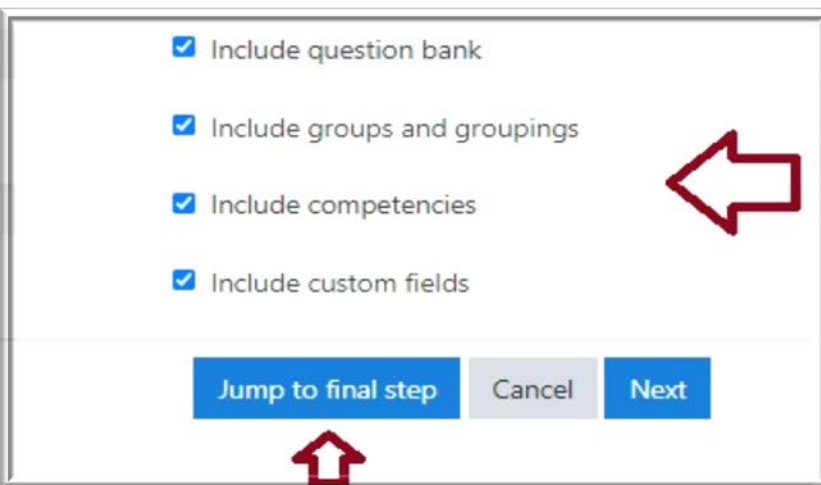 Include question bank
Include groups and groupings
Include competencies
Include custom fields
Jump to final step Cancel Next